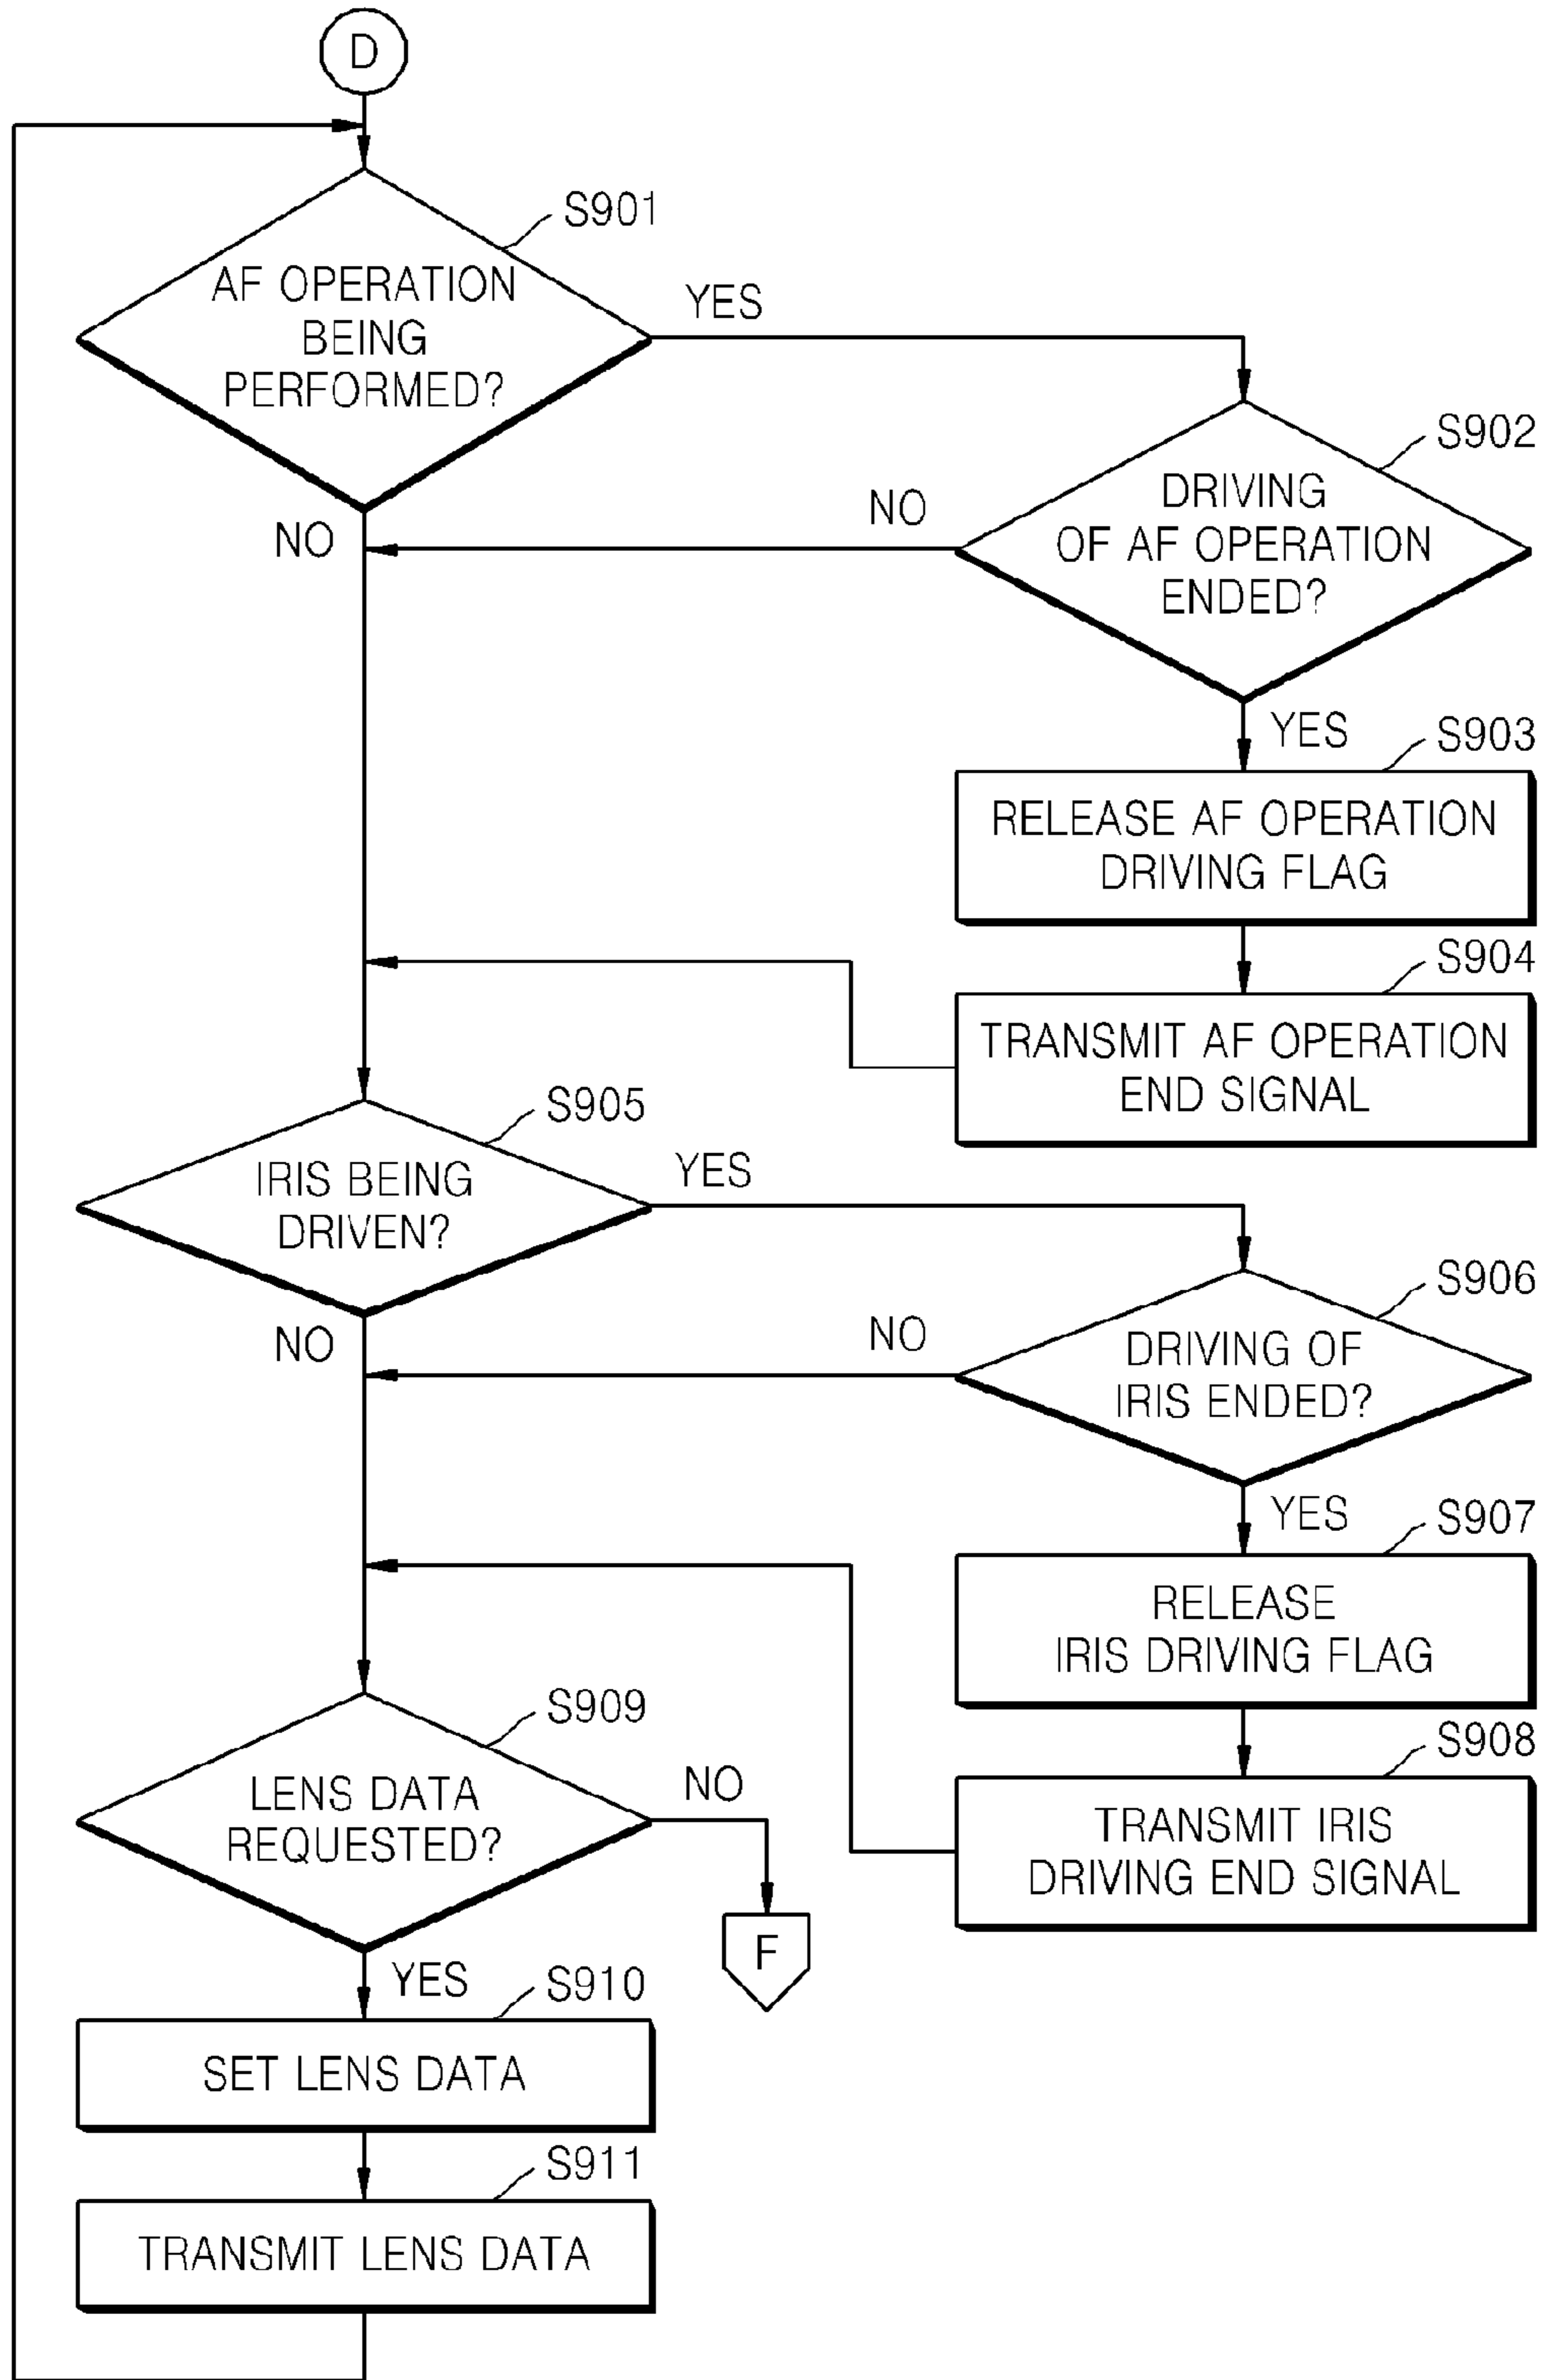 D
S901
AF OPERATION
BEING
PERFORMED?
YES
NO
S902
DRIVING
OF AF OPERATION
ENDED?
NO
YES
S903
RELEASE AF OPERATION
DRIVING FLAG
S904
TRANSMIT AF OPERATION
END SIGNAL
S905
IRIS BEING
DRIVEN?
YES
NO
S906
DRIVING OF
IRIS ENDED?
NO
YES
S907
RELEASE
IRIS DRIVING FLAG
S908
TRANSMIT IRIS
DRIVING END SIGNAL
S909
LENS DATA
REQUESTED?
NO
F
YES
S910
SET LENS DATA
S911
TRANSMIT LENS DATA